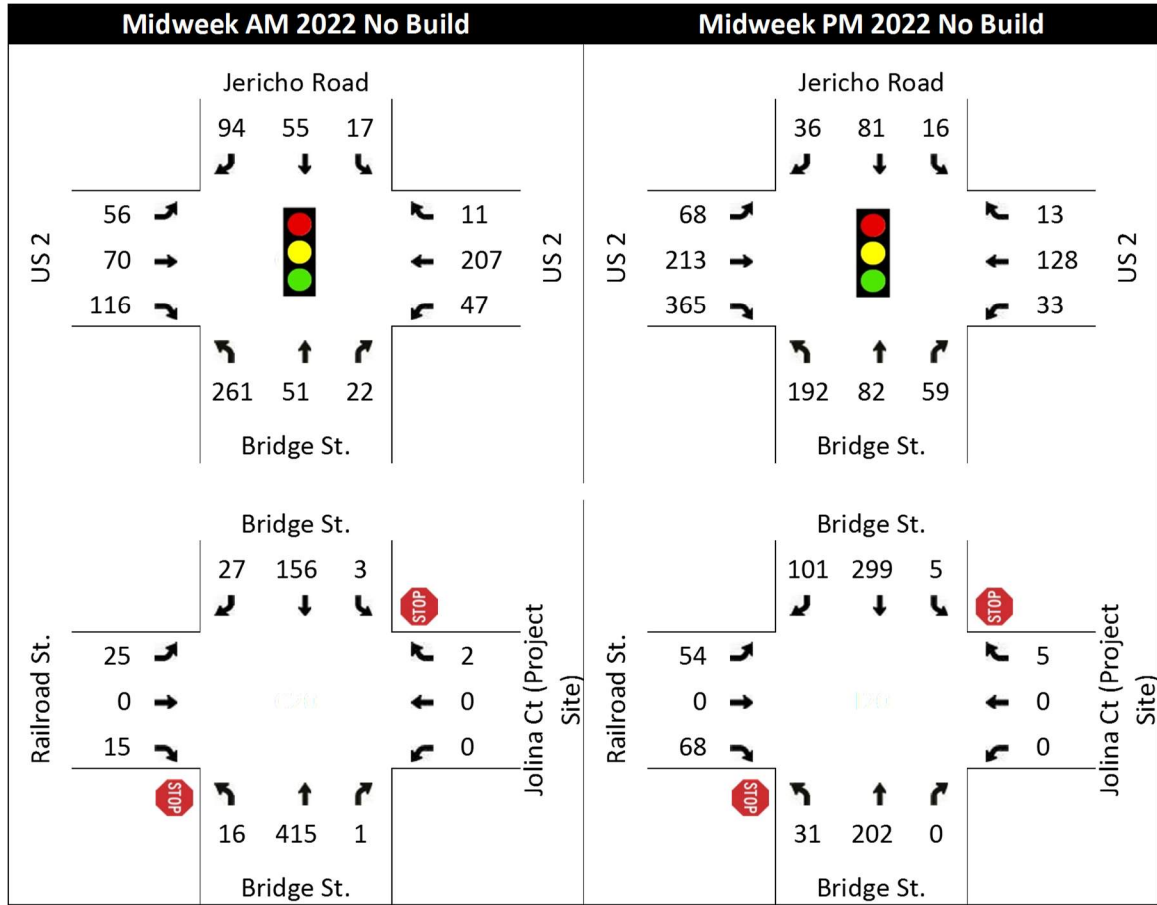 Midweek AM 2022 No Build
Midweek PM 2022 No Build
Jericho Road
94 55 17
US 2
56
70
116
11
207
47
US 2
261 51 22
Bridge St.
Jericho Road
36 81 16
US 2
68
213
365
13
128
33
US 2
192 82 59
Bridge St.
Bridge St.
27 156 3
STOP
Railroad St.
25
0
15
2
0
0
Jolina Ct (Project
Site)
STOP
16 415 1
Bridge St.
Bridge St.
101 299 5
STOP
Railroad St.
54
0
68
5
0
0
Jolina Ct (Project
Site)
STOP
31 202 0
Bridge St.